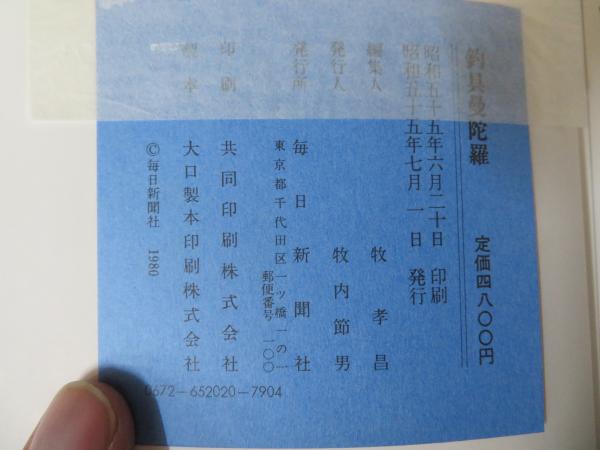 釣具曼陀羅
定価四八〇〇円
昭和五十五年六月二十日 印刷
昭和五十五年七月 一 日 発行
編集人 牧 孝昌
発行人 牧内節男
発行所 毎日新聞社
東京都千代田区一ツ橋一の一
郵便番号 一〇〇
印刷 共同印刷株式会社
製本 大口製本印刷株式会社
©毎日新聞社 1980
0672-652020-7904